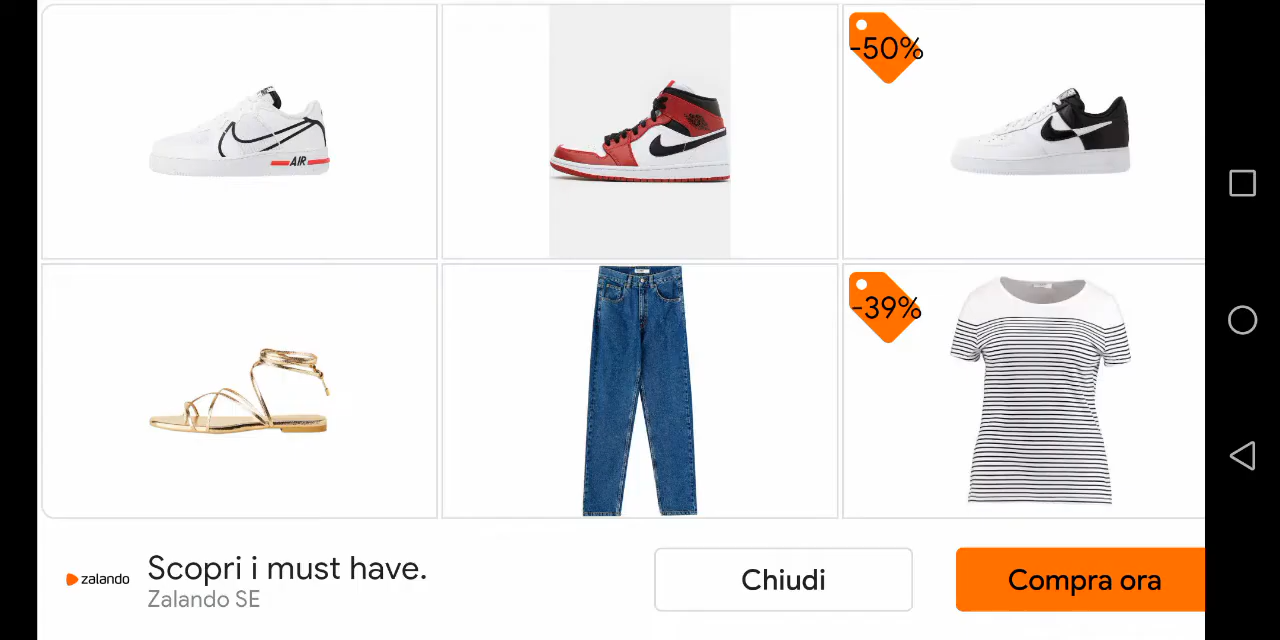 -50%
AIR
-39%
Scopri i must have.
zalando
Zalando SE
Chiudi
Compra ora